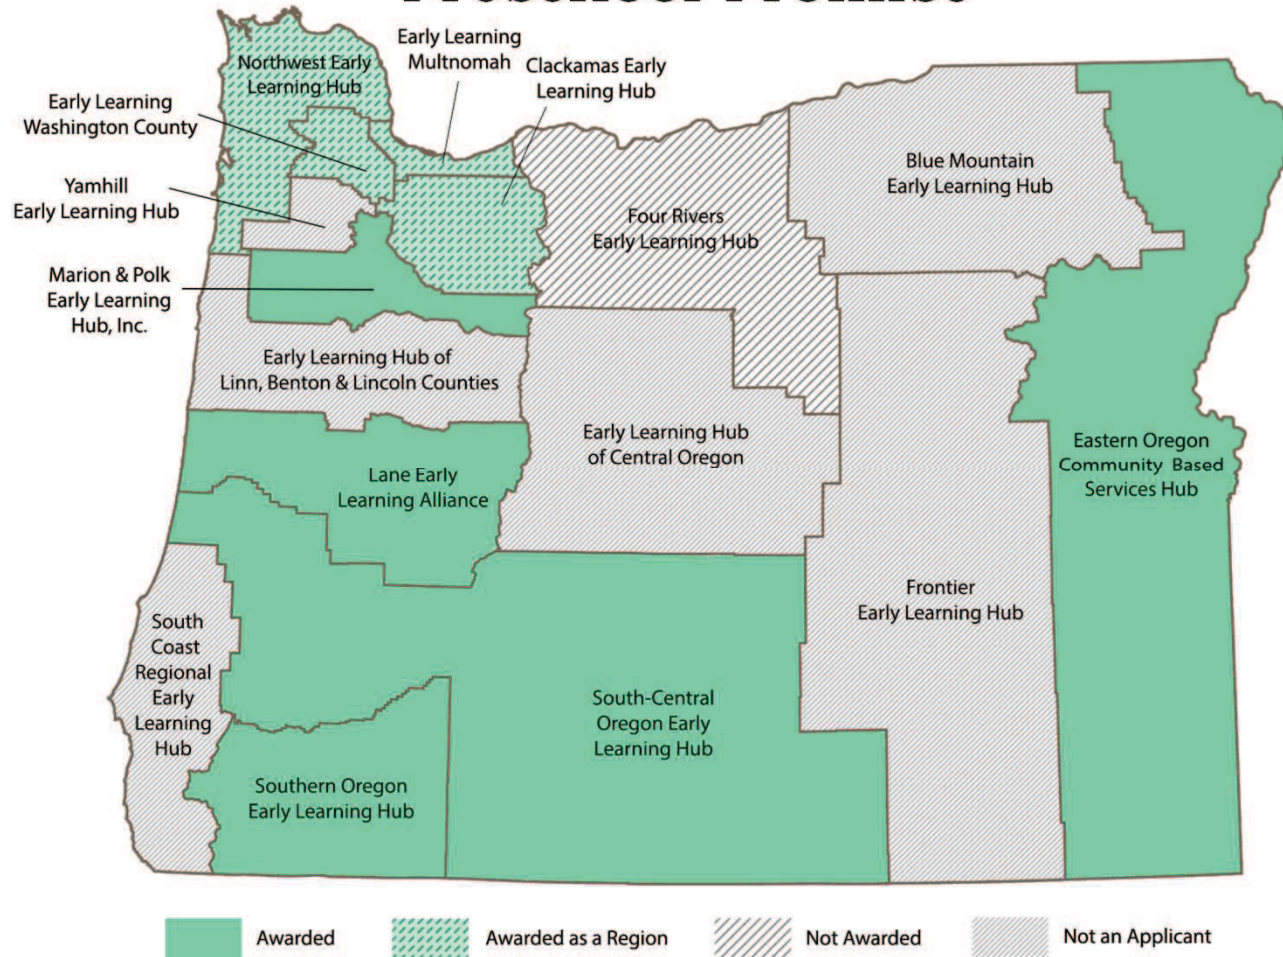 Early Learning
Multnomah
Northwest Early
Learning Hub
Clackamas Early
Learning Hub
Early Learning
Washington County
Yamhill
Early Learning Hub
Blue Mountain
Early Learning Hub
Four Rivers
Early Learning Hub
Marion & Polk
Early Learning
Hub, Inc.
Early Learning Hub of
Linn, Benton & Lincoln Counties
Early Learning Hub
of Central Oregon
Eastern Oregon
Community Based
Services Hub
Lane Early
Learning Alliance
Frontier
Early Learning Hub
South
Coast
Regional
Early
Learning
Hub
South-Central
Oregon Early
Learning Hub
Southern Oregon
Early Learning Hub
Awarded
Awarded as a Region
Not Awarded
Not an Applicant